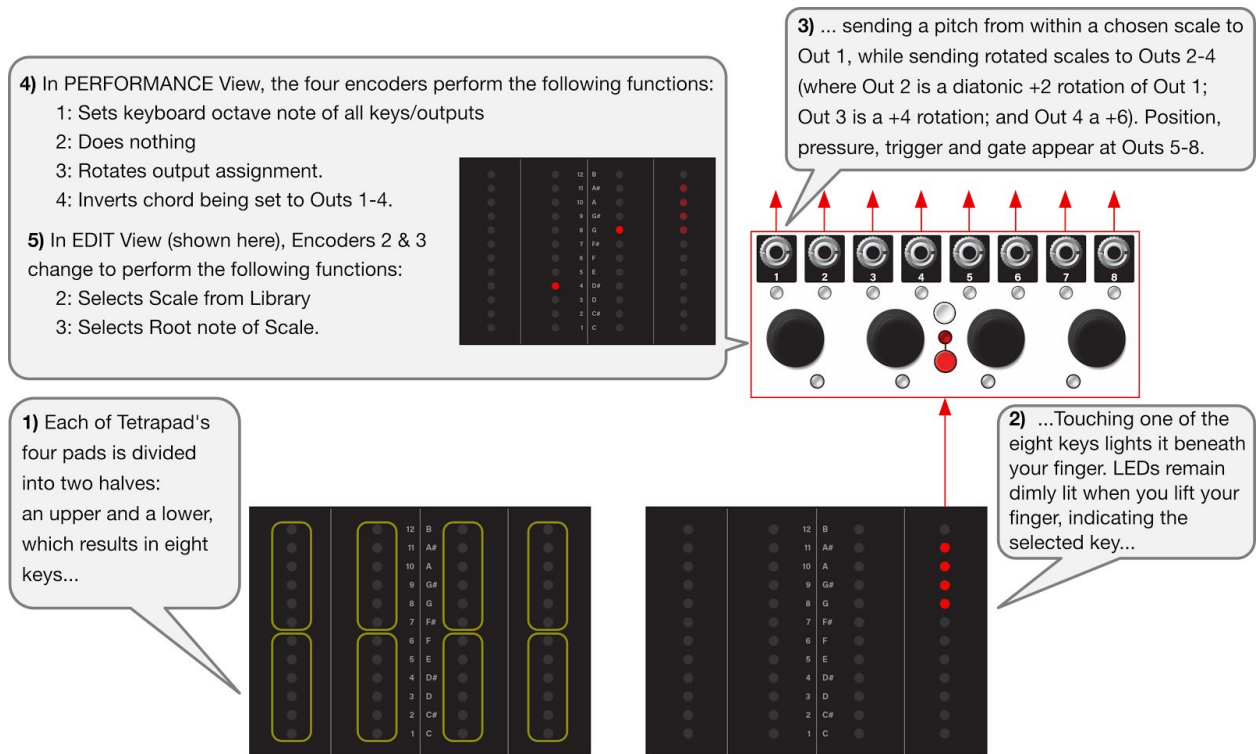 4) In PERFORMANCE View, the four encoders perform the following functions:
1: Sets keyboard octave note of all keys/outputs
2: Does nothing
3: Rotates output assignment.
4: Inverts chord being set to Outs 1-4.
5) In EDIT View (shown here), Encoders 2 & 3
change to perform the following functions:
2: Selects Scale from Library
3: Selects Root note of Scale.
12 B
11 A#
10 A
9 G#
8 G
7 F#
6 F
5 E
4 D#
3 D
2 C#
1 C
3) ... sending a pitch from within a chosen scale to
Out 1, while sending rotated scales to Outs 2-4
(where Out 2 is a diatonic +2 rotation of Out 1;
Out 3 is a +4 rotation; and Out 4 a +6). Position,
pressure, trigger and gate appear at Outs 5-8.
1 2 3 4 5 6 7 8
1) Each of Tetrapad's
four pads is divided
into two halves:
an upper and a lower,
which results in eight
keys...
12 B
11 A#
10 A
9 G#
8 G
7 F#
6 F
5 E
4 D#
3 D
2 C#
1 C
2) ...Touching one of the
eight keys lights it beneath
your finger. LEDs remain
dimly lit when you lift your
finger, indicating the
selected key...
12 B
11 A#
10 A
9 G#
8 G
7 F#
6 F
5 E
4 D#
3 D
2 C#
1 C